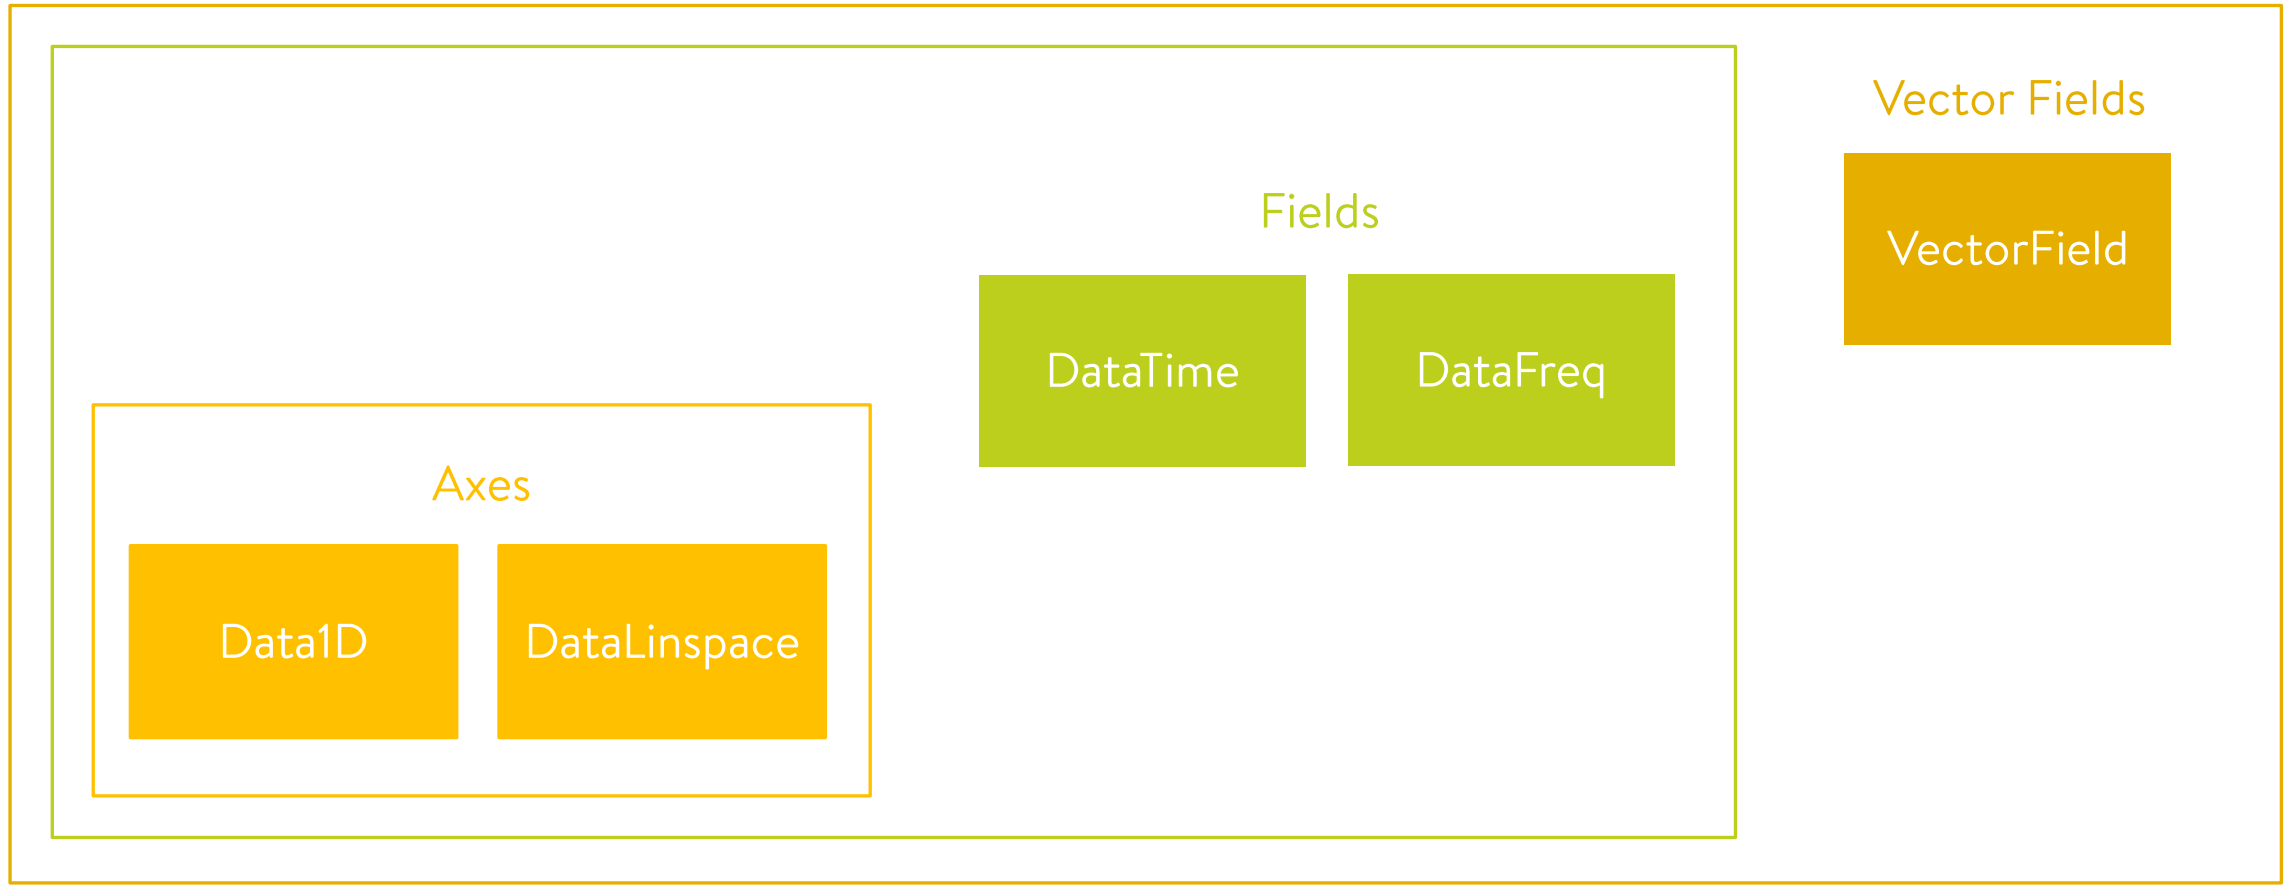 Vector Fields
VectorField
Fields
DataTime
DataFreq
Axes
Data1D
DataLinspace